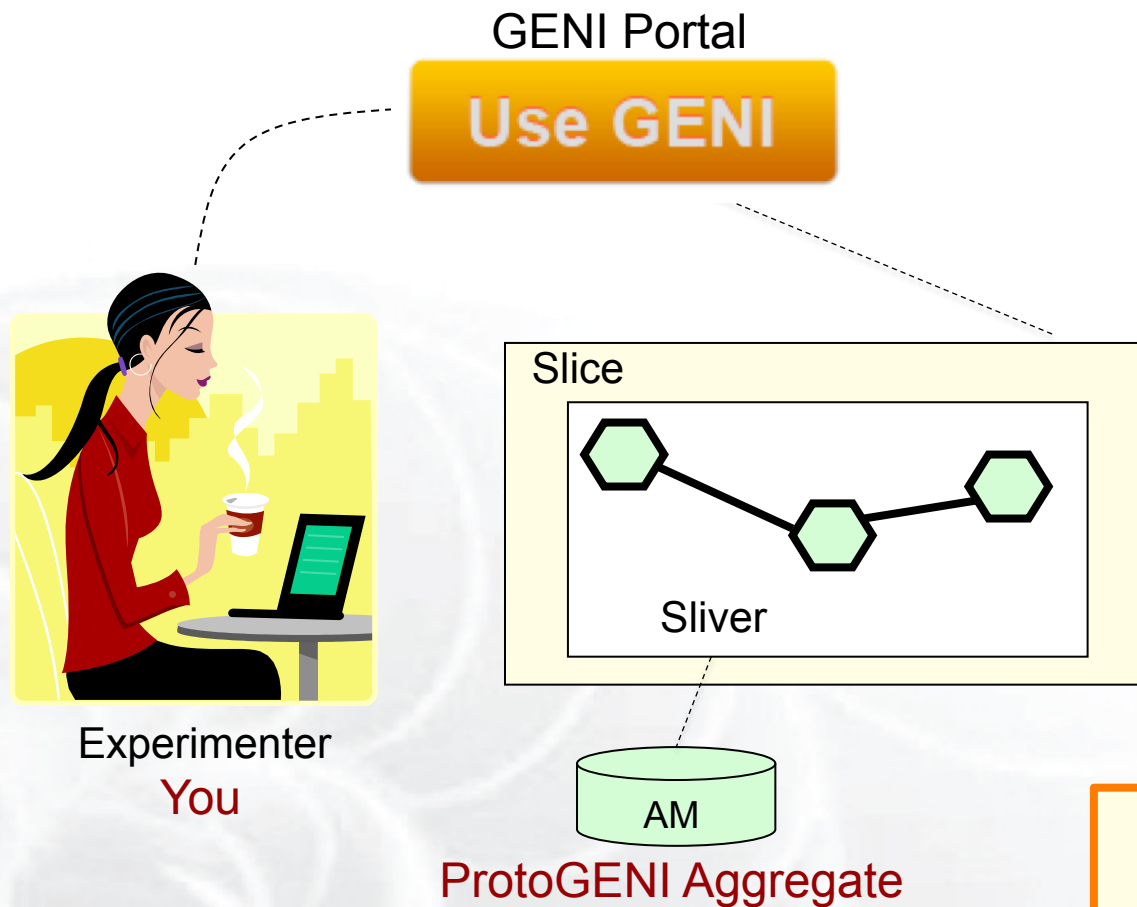 GENI Portal
Use GENI
Slice
Sliver
Experimenter
You
AM
ProtoGENI Aggregate